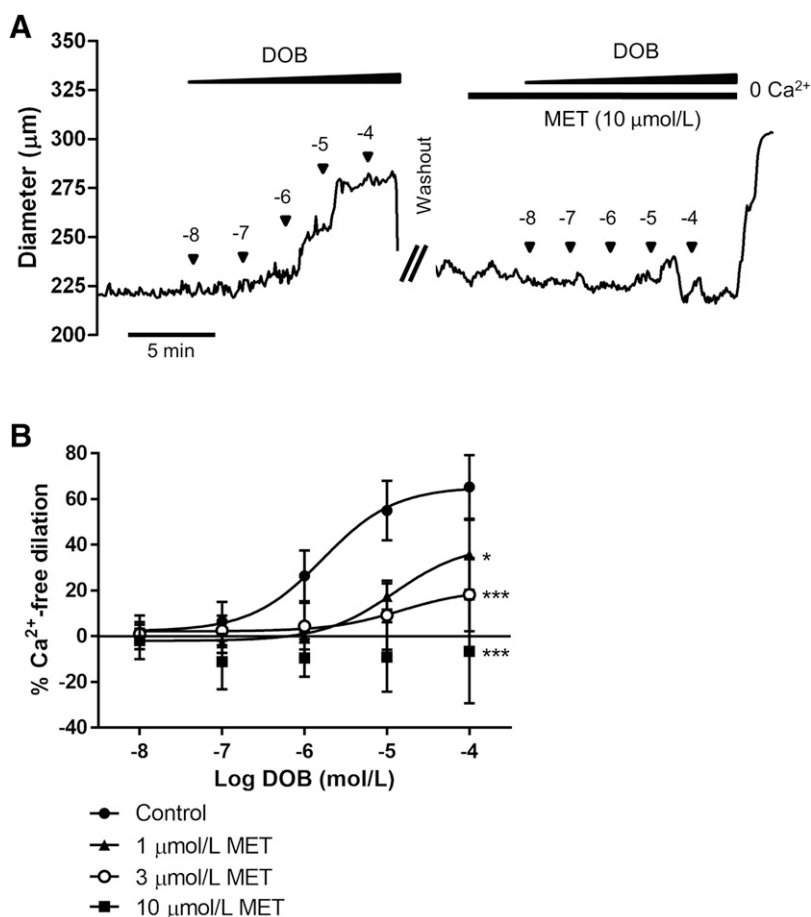 A
350
325
300
275
250
225
200
Diameter (μm)
DOB
-8
-7
-6
-5
-4
5 min
Washout
DOB
0 Ca²⁺
MET (10 μmol/L)
-8
-7
-6
-5
-4
B
80
60
40
20
0
-20
-40
% Ca²⁺-free dilation
*
***
***
-8
-7
-6
-5
-4
Log DOB (mol/L)
Control
1 μmol/L MET
3 μmol/L MET
10 μmol/L MET